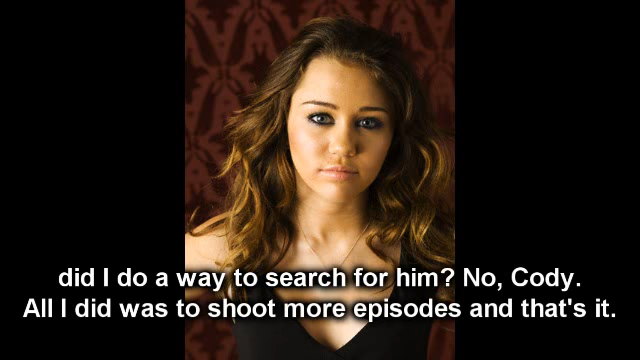 did I do a way to search for him? No, Cody.
All I did was to shoot more episodes and that's it.